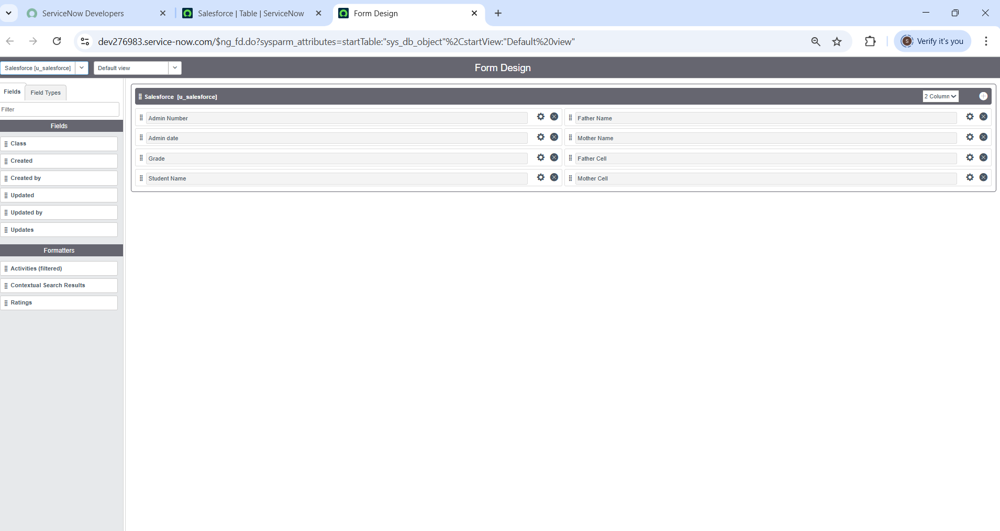 ServiceNow Developers
Salesforce | Table | ServiceNow
Form Design
dev276983.service-now.com/$ng_fd.do?sysparm_attributes=startTable:"sys_db_object"%2CstartView:"Default%20view"
S
Verify it's you
Salesforce [u_salesforce]
Default view
Form Design
Fields
Field Types
Filter
Fields
Class
Created
Created by
Updated
Updated by
Updates
Formatters
Activities (filtered)
Contextual Search Results
Ratings
Salesforce [u_salesforce]
2 Column
Admin Number
Father Name
Admin date
Mother Name
Grade
Father Cell
Student Name
Mother Cell